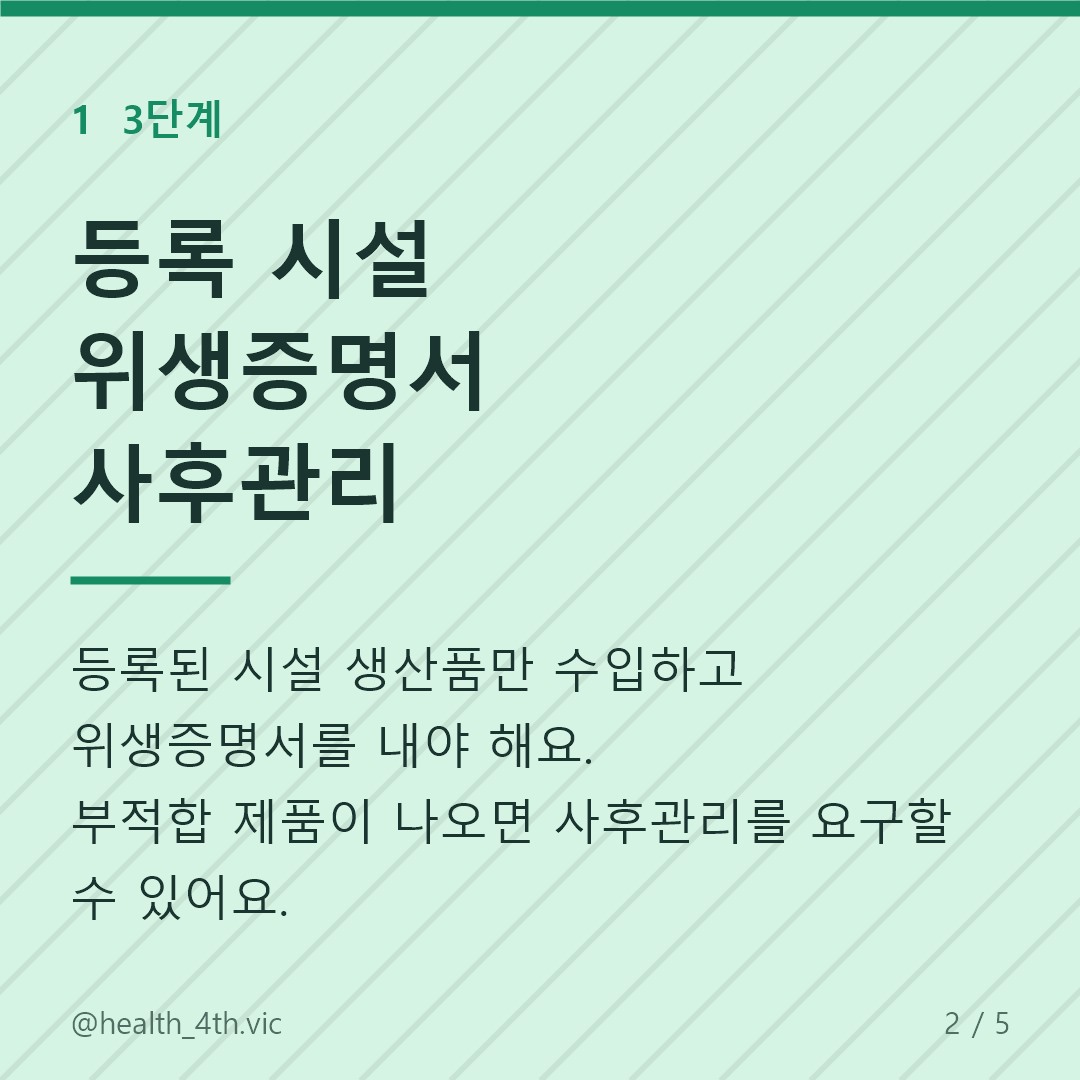 1 3단계
등록 시설
위생증명서
사후관리
등록된 시설 생산품만 수입하고
위생증명서를 내야 해요.
부적합 제품이 나오면 사후관리를 요구할
수 있어요.
@health_4th.vic
2 / 5